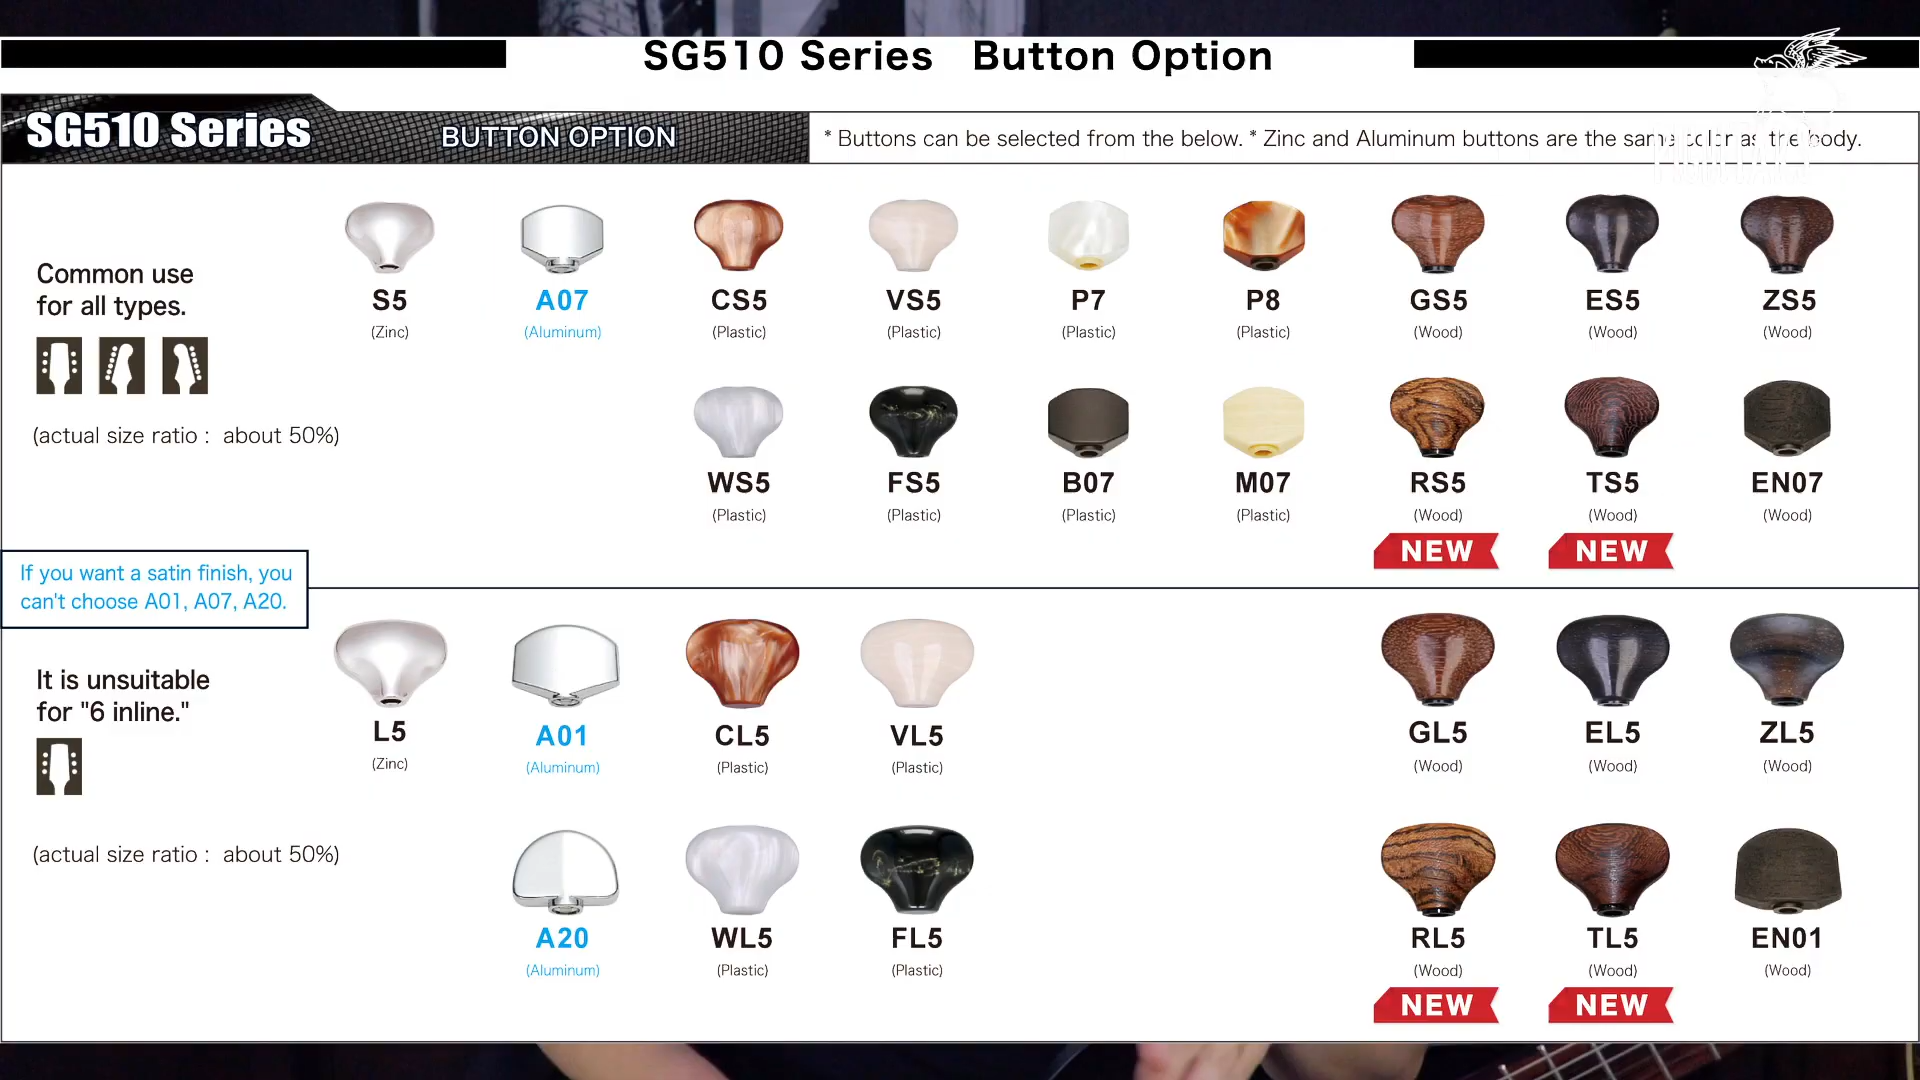 SG510 Series Button Option
SG510 Series BUTTON OPTION * Buttons can be selected from the below. * Zinc and Aluminum buttons are the same color as the body.
Common use
for all types.
(actual size ratio : about 50%)
S5 A07 CS5 VS5 P7 P8 GS5 ES5 ZS5
(Zinc) (Aluminum) (Plastic) (Plastic) (Plastic) (Plastic) (Wood) (Wood) (Wood)
WS5 FS5 B07 M07 RS5 TS5 EN07
(Plastic) (Plastic) (Plastic) (Plastic) (Wood) (Wood) (Wood)
NEW NEW
If you want a satin finish, you
can't choose A01, A07, A20.
It is unsuitable
for "6 inline."
(actual size ratio : about 50%)
L5 A01 CL5 VL5 GL5 EL5 ZL5
(Zinc) (Aluminum) (Plastic) (Plastic) (Wood) (Wood) (Wood)
A20 WL5 FL5 RL5 TL5 EN01
(Aluminum) (Plastic) (Plastic) (Wood) (Wood) (Wood)
NEW NEW